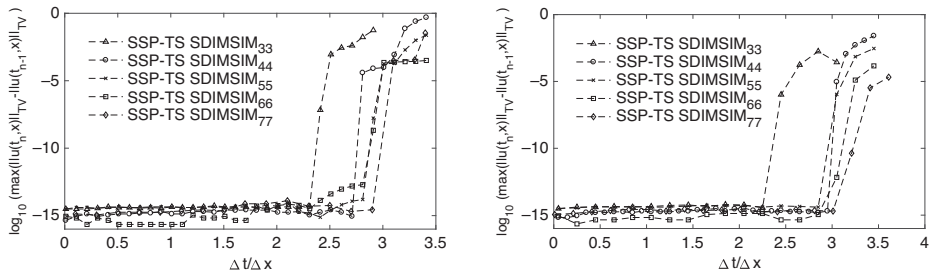 log10 (max(||u(tn,x)||TV-||u(tn-1,x)||TV)
0
−5
−10
−15
SSP-TS SDIMSIM33
SSP-TS SDIMSIM44
SSP-TS SDIMSIM55
SSP-TS SDIMSIM66
SSP-TS SDIMSIM77
0 0.5 1 1.5 2 2.5 3 3.5
Δt/Δx
log10 (max(||u(tn,x)||TV-||u(tn-1,x)||TV)
0
−5
−10
−15
SSP-TS SDIMSIM33
SSP-TS SDIMSIM44
SSP-TS SDIMSIM55
SSP-TS SDIMSIM66
SSP-TS SDIMSIM77
0 0.5 1 1.5 2 2.5 3 3.5 4
Δt/Δx